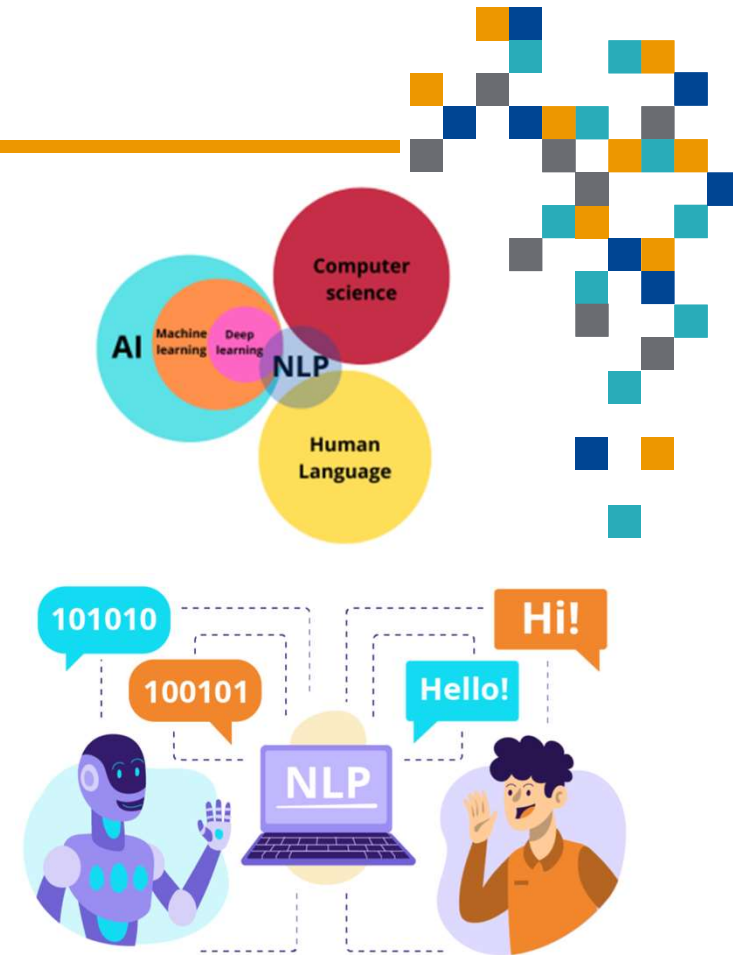 Computer
science
AI
Machine
learning
Deep
learning
NLP
Human
Language
101010
Hi!
100101
Hello!
NLP